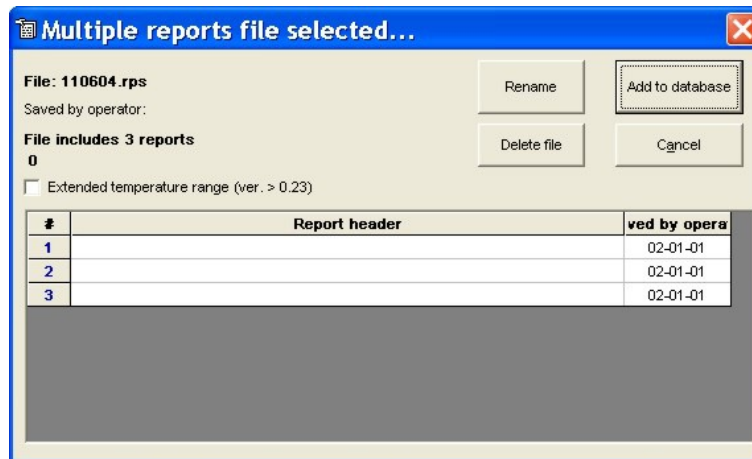 Multiple reports file selected...
File: 110604.rps
Saved by operator:
File includes 3 reports
0
Rename
Add to database
Delete file
Cancel
Extended temperature range (ver. > 0.23)
# Report header ved by opera
1 02-01-01
2 02-01-01
3 02-01-01